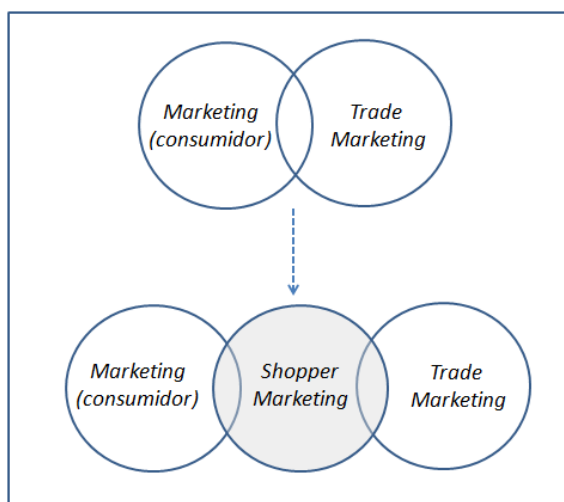 Marketing
(consumidor)
Trade
Marketing
Marketing
(consumidor)
Shopper
Marketing
Trade
Marketing